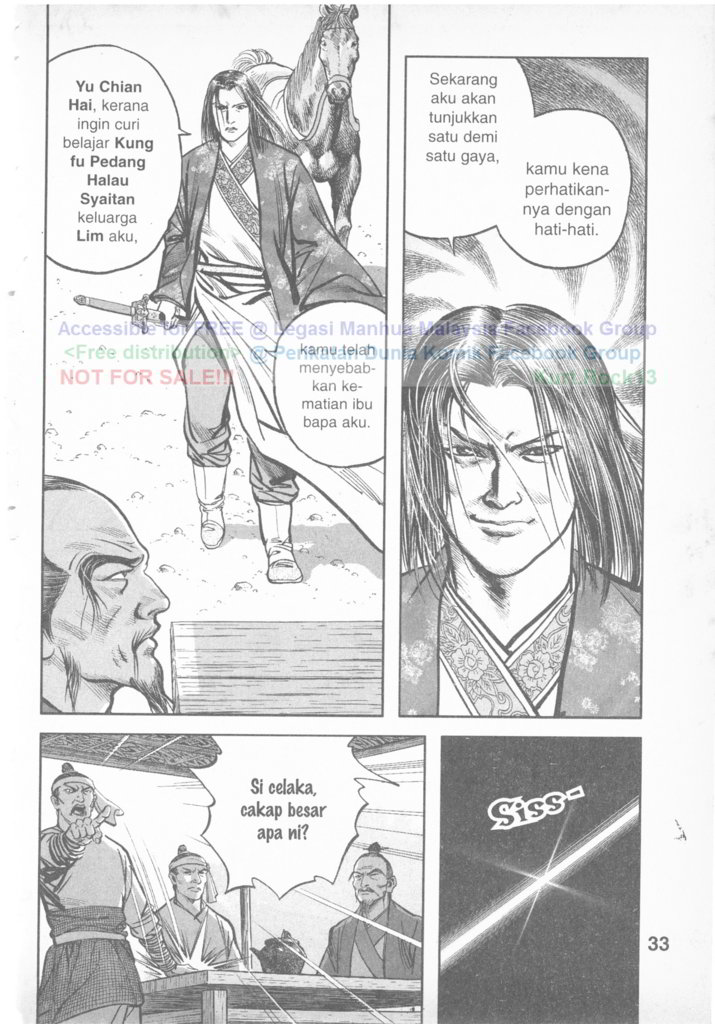 Yu Chian
Hai, kerana
ingin curi
belajar Kung
fu Pedang
Halau
Syaitan
keluarga
Lim aku,
kamu telah
menyebab-
kan ke-
matian ibu
bapa aku.
Sekarang
aku akan
tunjukkan
satu demi
satu gaya,
kamu kena
perhatikan-
nya dengan
hati-hati.
Accessible for FREE @ Legasi Manhua Malaysia Facebook Group
<Free distribution> @ Perikatan Dunia Komik Facebook Group
NOT FOR SALE!!! Kurt.Rock13
Si celaka,
cakap besar
apa ni?
Siss-
33